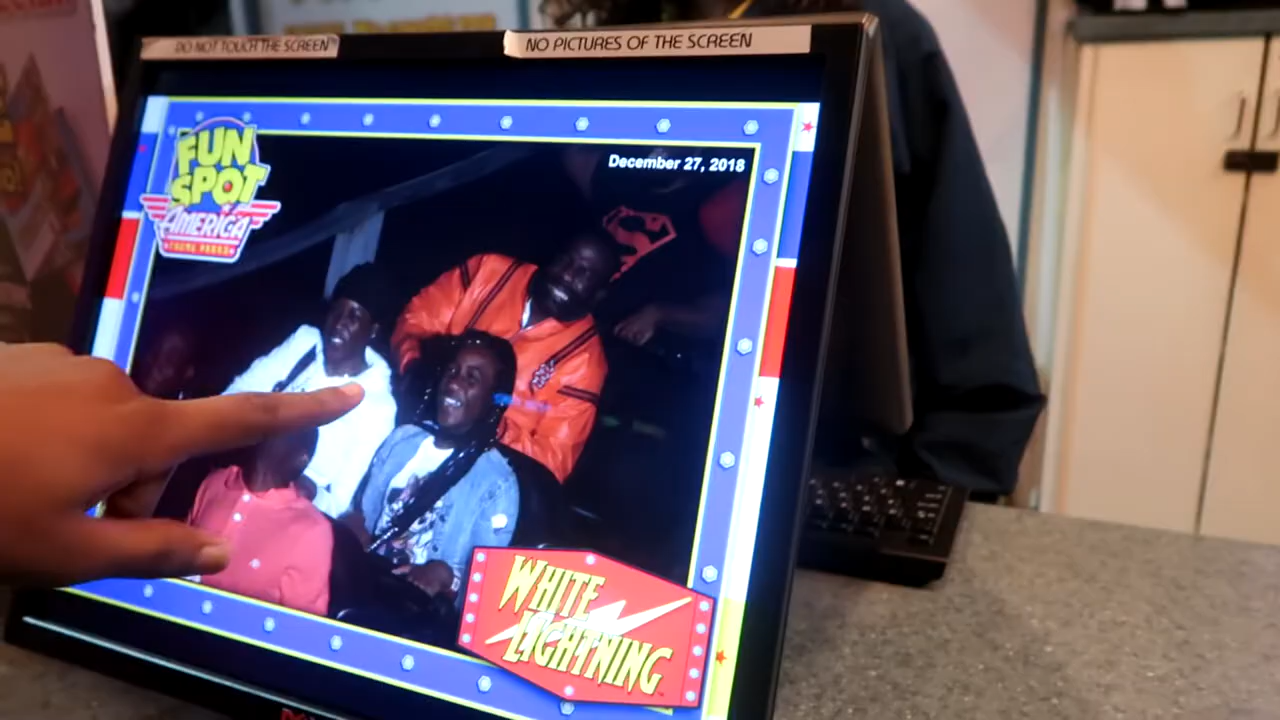 DO NOT TOUCH THE SCREEN
NO PICTURES OF THE SCREEN
FUN
SPOT
AMERICA
THEME PARKS
December 27, 2018
WHITE
LIGHTNING